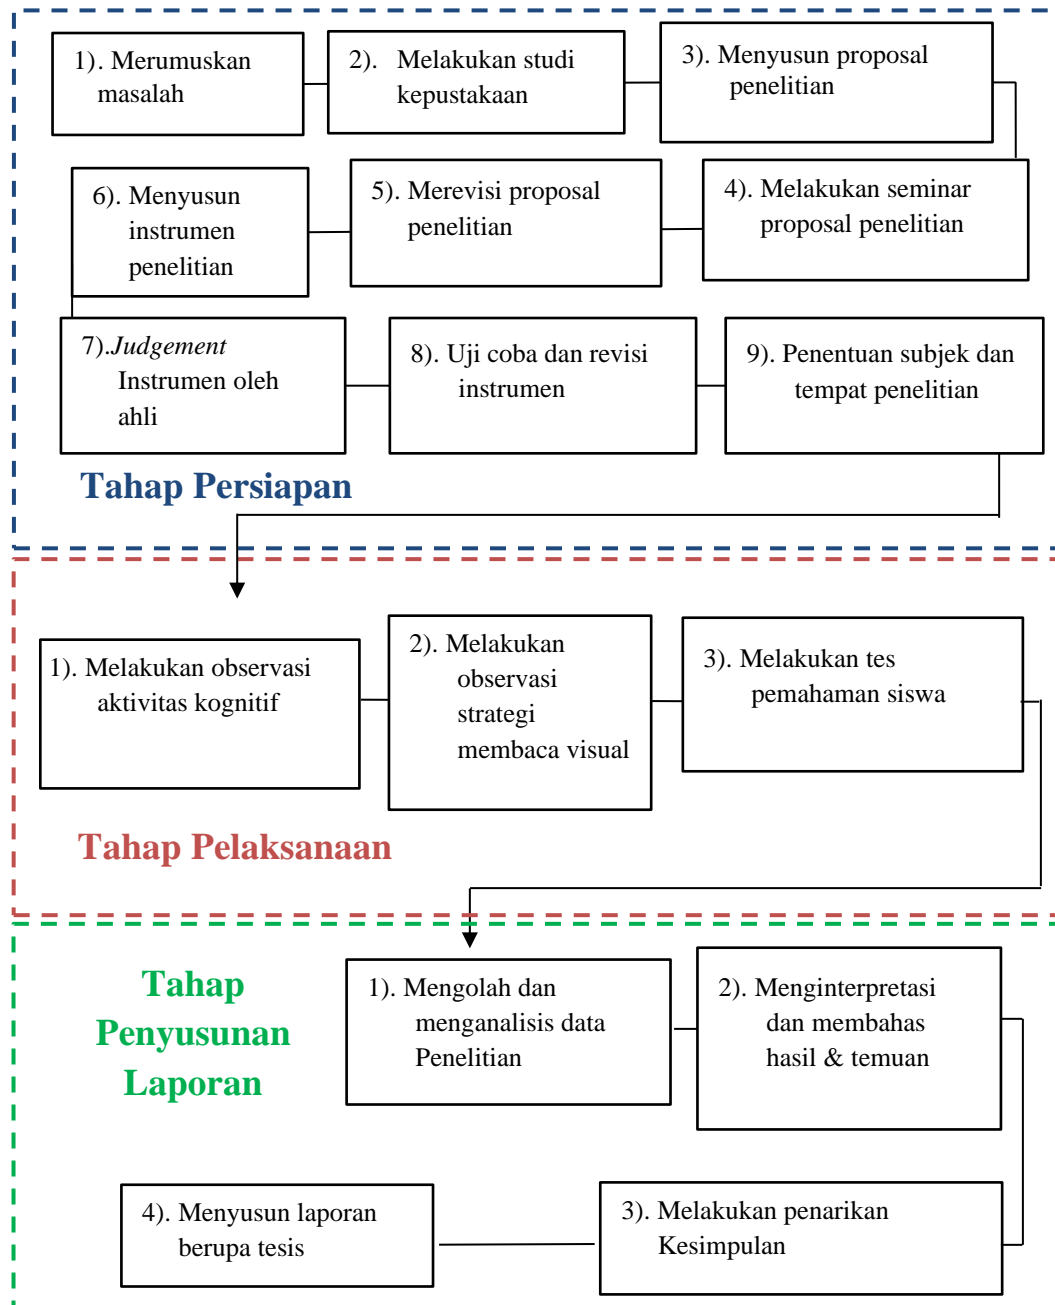 1). Merumuskan
masalah
2). Melakukan studi
kepustakaan
3). Menyusun proposal
penelitian
6). Menyusun
instrumen
penelitian
5). Merevisi proposal
penelitian
4). Melakukan seminar
proposal penelitian
7).Judgement
Instrumen oleh
ahli
8). Uji coba dan revisi
instrumen
9). Penentuan subjek dan
tempat penelitian
Tahap Persiapan
1). Melakukan observasi
aktivitas kognitif
2). Melakukan
observasi
strategi
membaca visual
3). Melakukan tes
pemahaman siswa
Tahap Pelaksanaan
Tahap
Penyusunan
Laporan
1). Mengolah dan
menganalisis data
Penelitian
2). Menginterpretasi
dan membahas
hasil & temuan
4). Menyusun laporan
berupa tesis
3). Melakukan penarikan
Kesimpulan